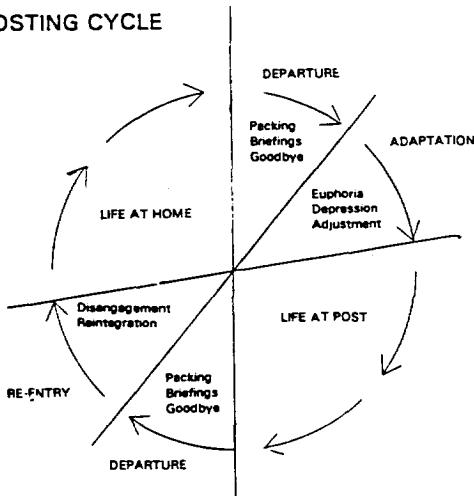 OSTING CYCLE
DEPARTURE
Packing
Briefings
Goodbye
ADAPTATION
Euphoria
Depression
Adjustment
LIFE AT HOME
LIFE AT POST
Disangagement
Reintegration
Packing
Briefings
Goodbye
RE-ENTRY
DEPARTURE